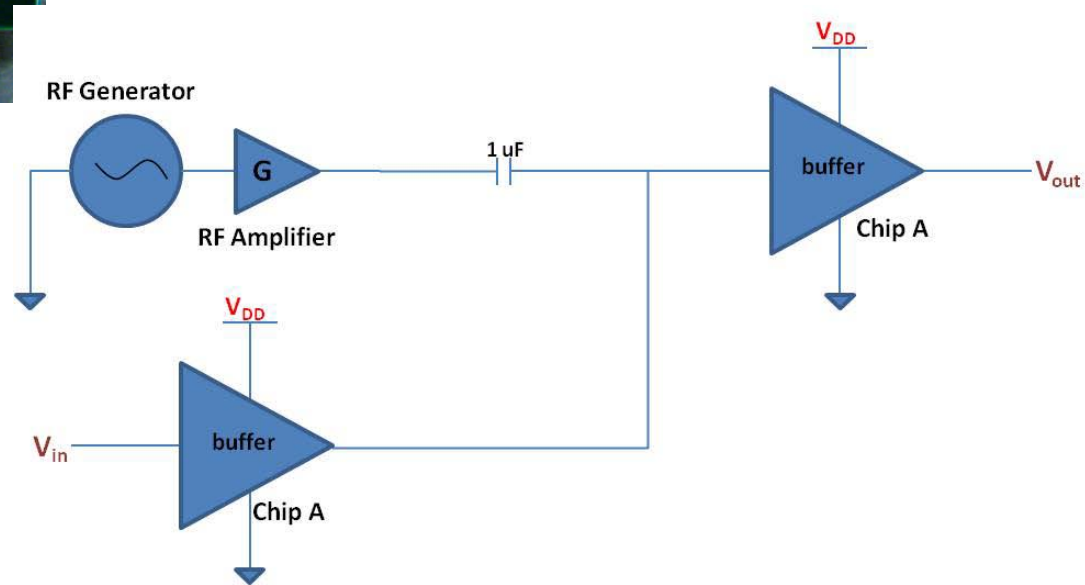 RF Generator
G
RF Amplifier
1 uF
VDD
buffer
Chip A
Vout
VDD
Vin
buffer
Chip A